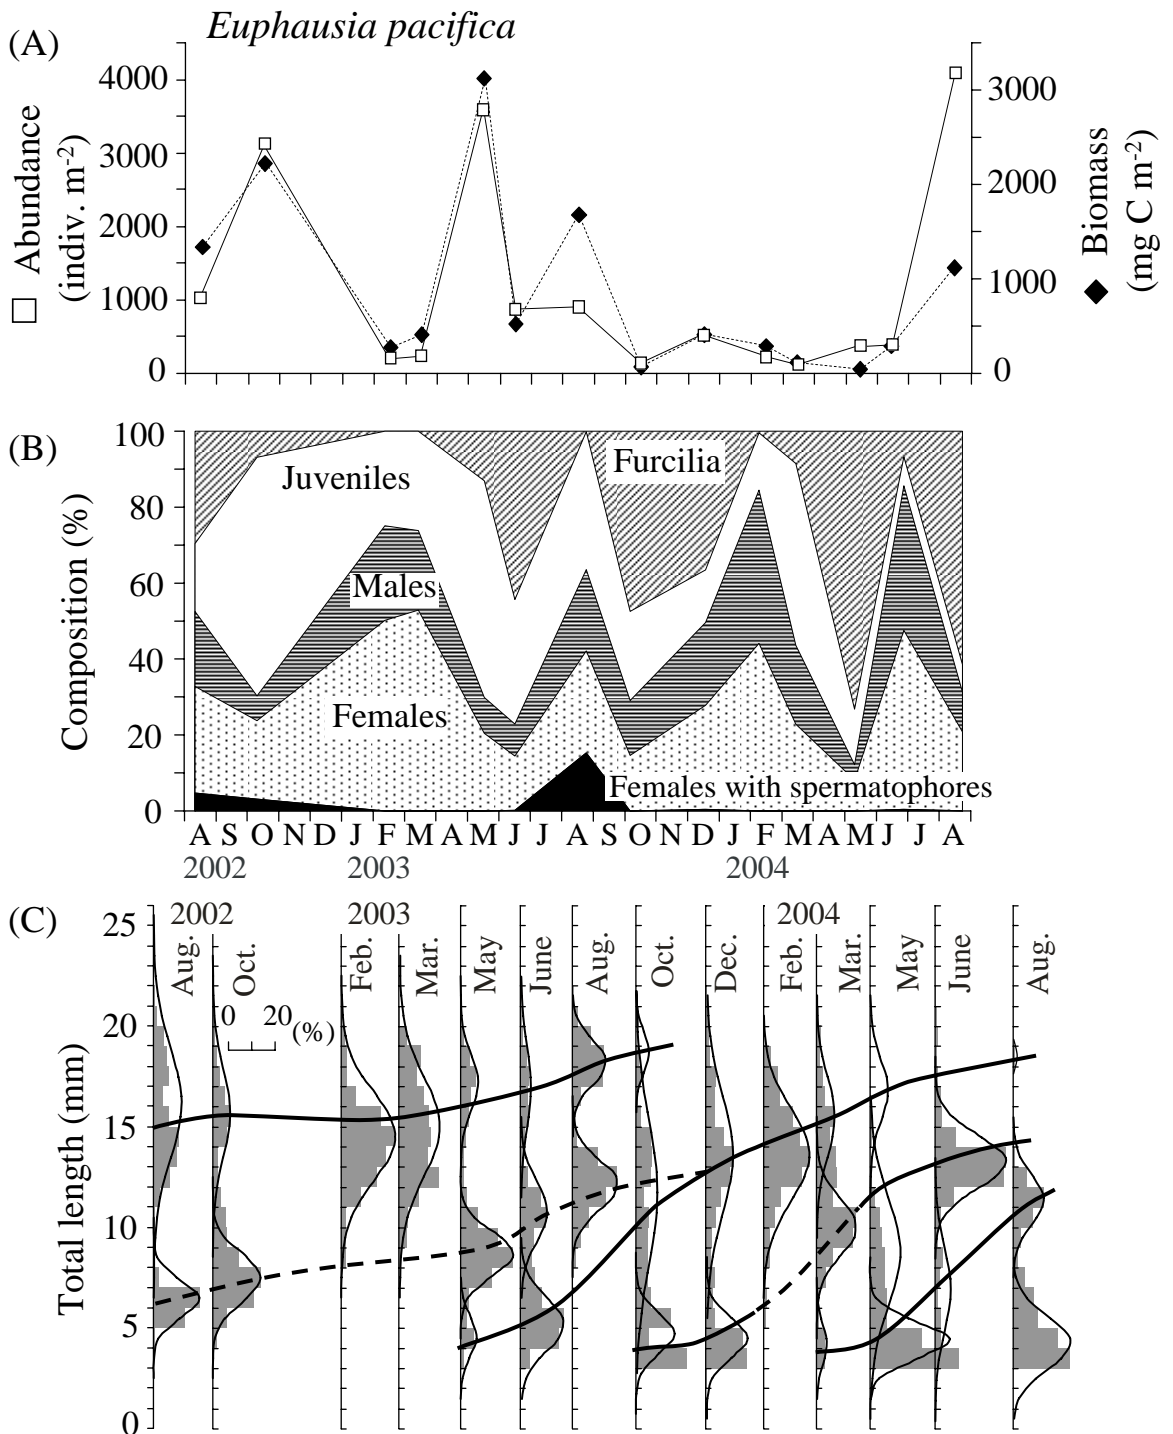 (A)
Euphausia pacifica
Abundance
(indiv. m-2)
4000
3000
2000
1000
0
3000
2000
1000
0
Biomass
(mg C m-2)
(B)
Composition (%)
100
80
60
40
20
0
Juveniles
Furcilia
Males
Females
Females with spermatophores
A S O N D J F M A M J J A S O N D J F M A M J J A
2002 2003 2004
(C)
Total length (mm)
25
20
15
10
5
0
2002 2003 2004
Aug.
Oct.
Feb.
Mar.
May
June
Aug.
Oct.
Dec.
Feb.
Mar.
May
June
Aug.
0 20 (%)